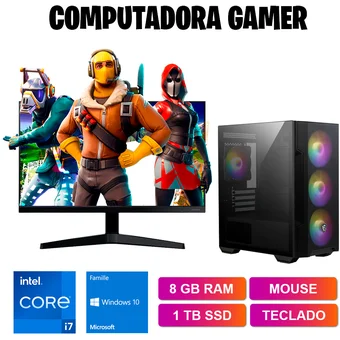 COMPUTADORA GAMER
intel
CORE
i7
Famille
Windows 10
Microsoft
8 GB RAM
MOUSE
1 TB SSD
TECLADO